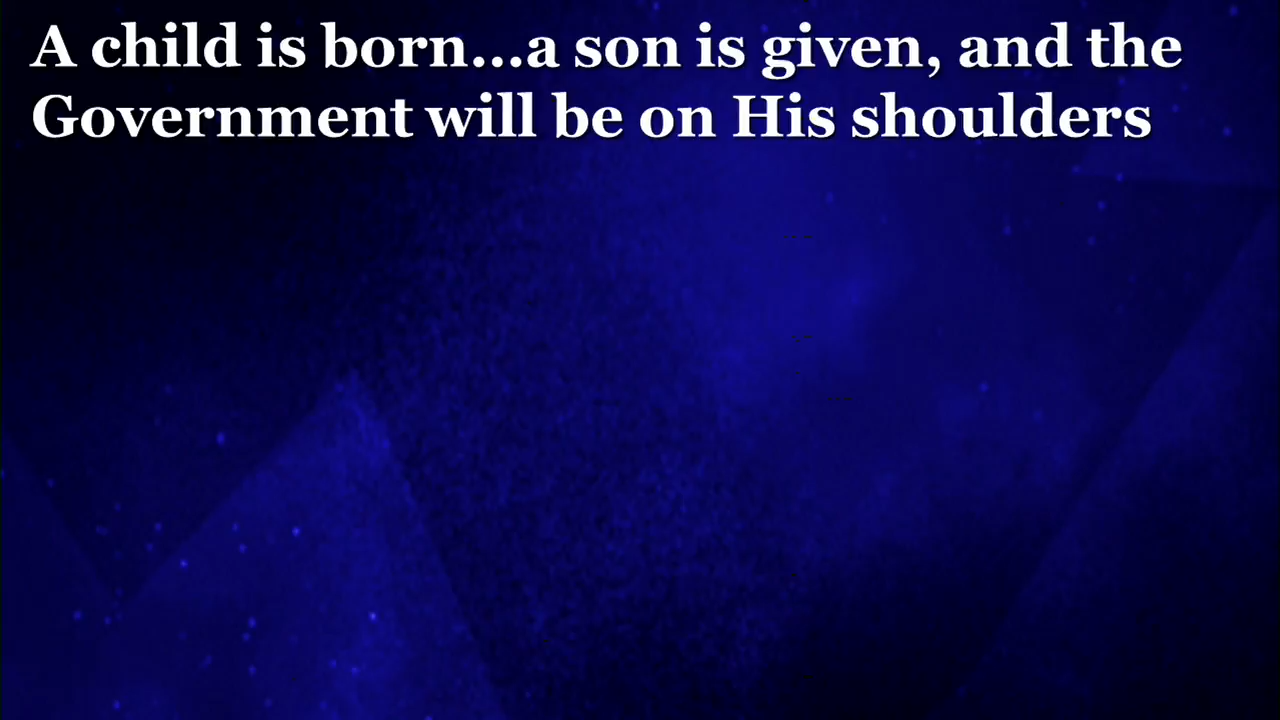 A child is born...a son is given, and the
Government will be on His shoulders